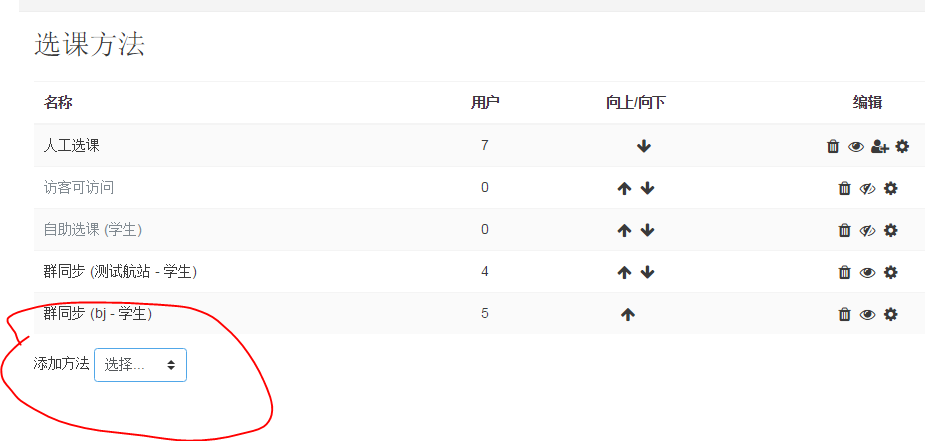 选课方法
名称 用户 向上/向下 编辑
人工选课 7
访客可访问 0
自助选课 (学生) 0
群同步 (测试航站 - 学生) 4
群同步 (bj - 学生) 5
添加方法 选择...